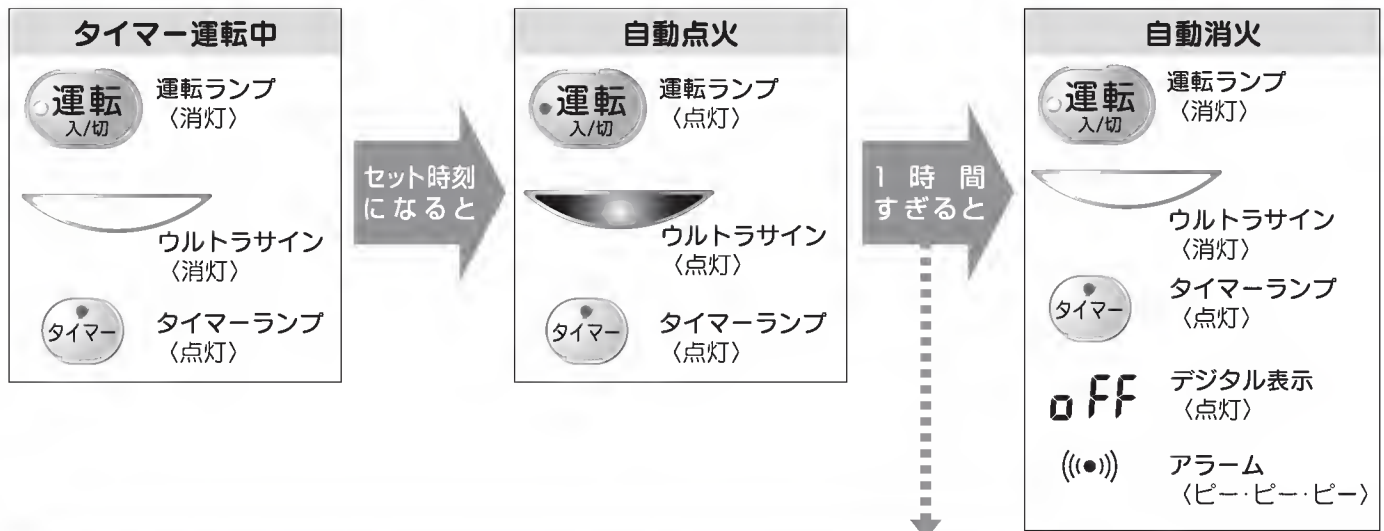 タイマー運転中
運転
入/切
運転ランプ
〈消灯〉
ウルトラサイン
〈消灯〉
タイマー
タイマーランプ
〈点灯〉
セット時刻
になると
自動点火
運転
入/切
運転ランプ
〈点灯〉
ウルトラサイン
〈点灯〉
タイマー
タイマーランプ
〈点灯〉
1時間
すぎると
自動消火
運転
入/切
運転ランプ
〈消灯〉
ウルトラサイン
〈消灯〉
タイマー
タイマーランプ
〈点灯〉
oFF
デジタル表示
〈点灯〉
アラーム
〈ピー・ピー・ピー〉